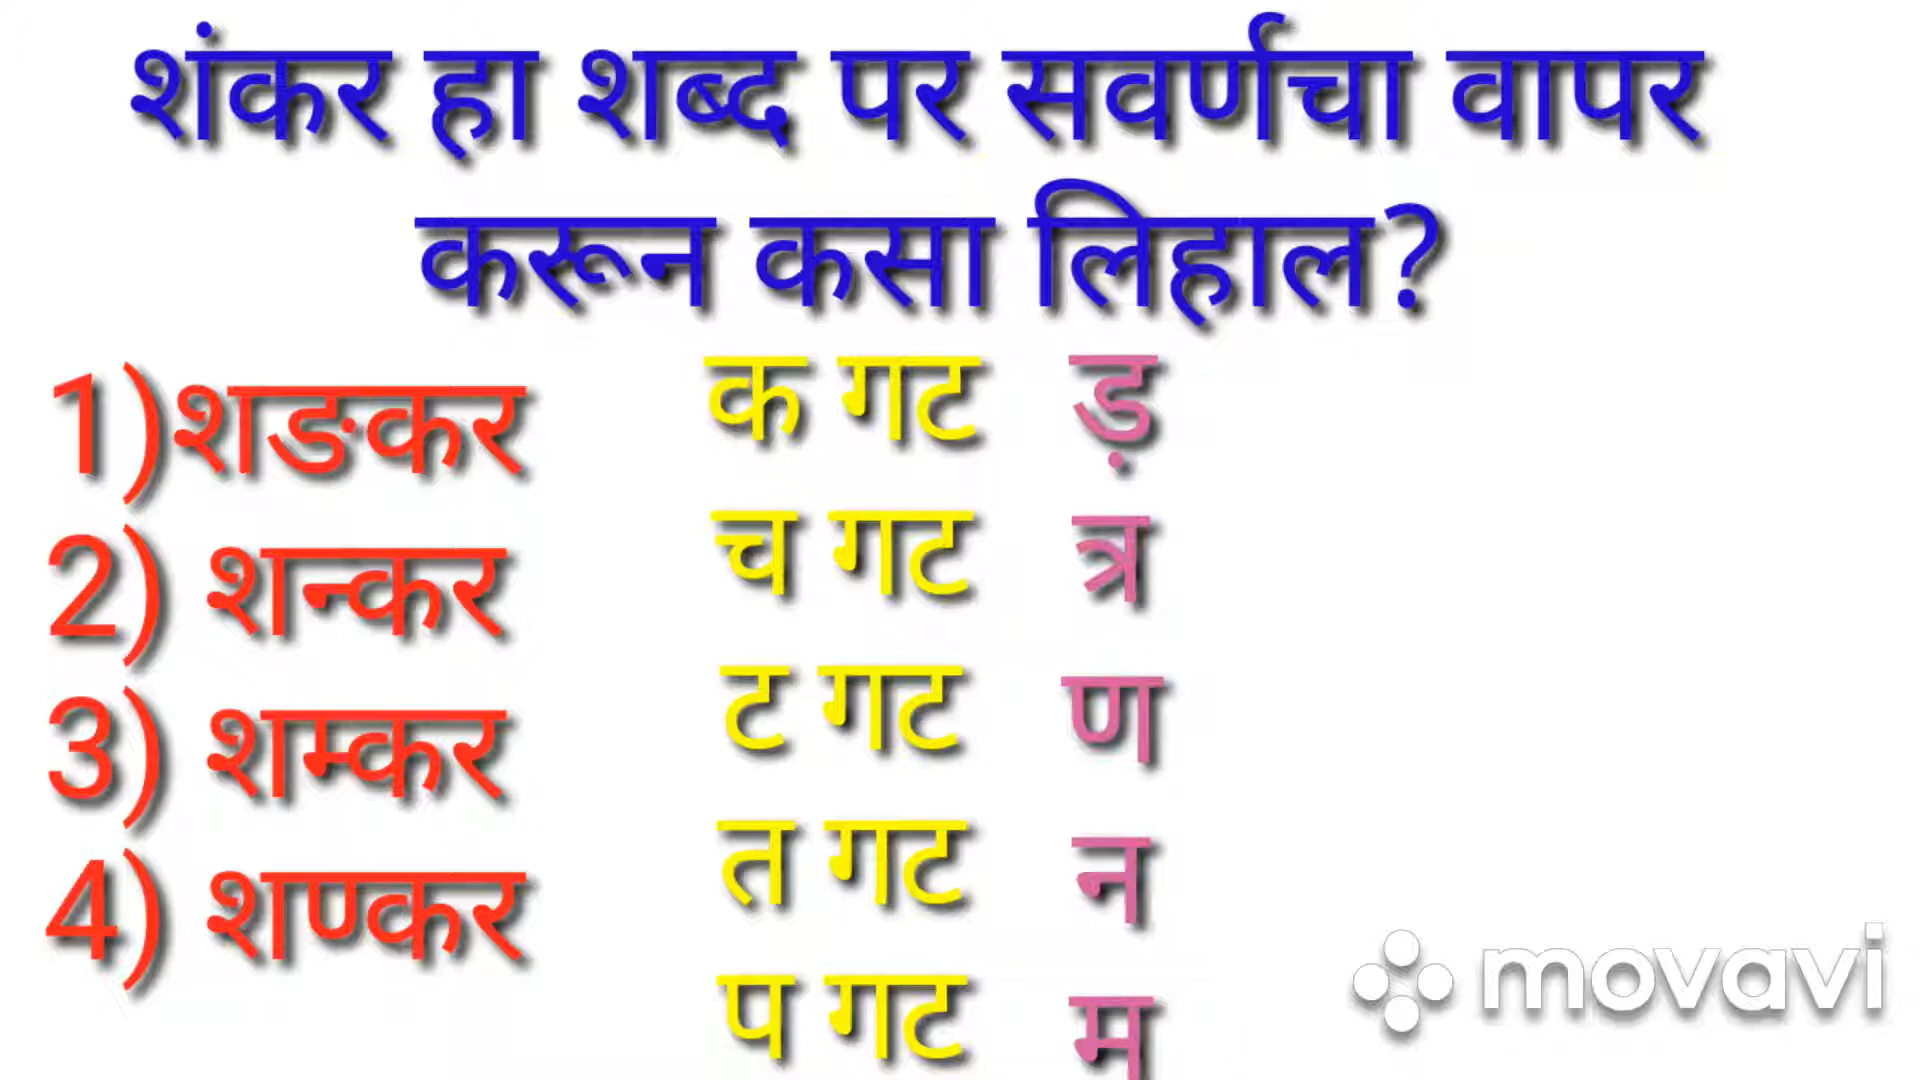 शंकर हा शब्द पर सवर्णचा वापर
करून कसा लिहाल?
1)शङकर
2) शन्कर
3) शम्कर
4) शण्कर
क गट ड़
च गट त्र
ट गट ण
त गट न
प गट म
movavi